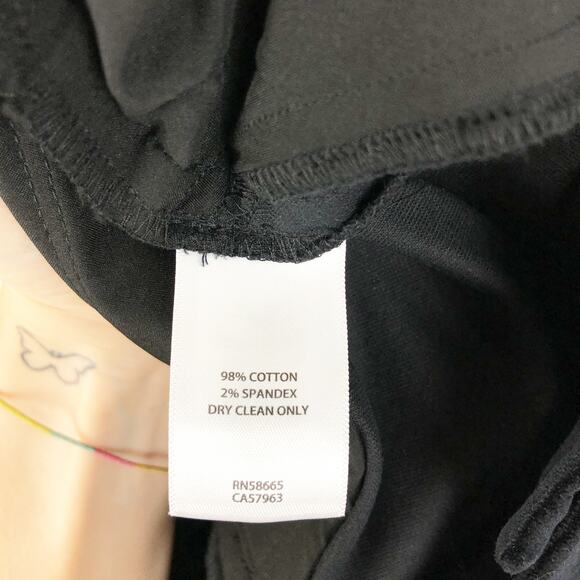 98% COTTON
2% SPANDEX
DRY CLEAN ONLY
RN58665
CA57963